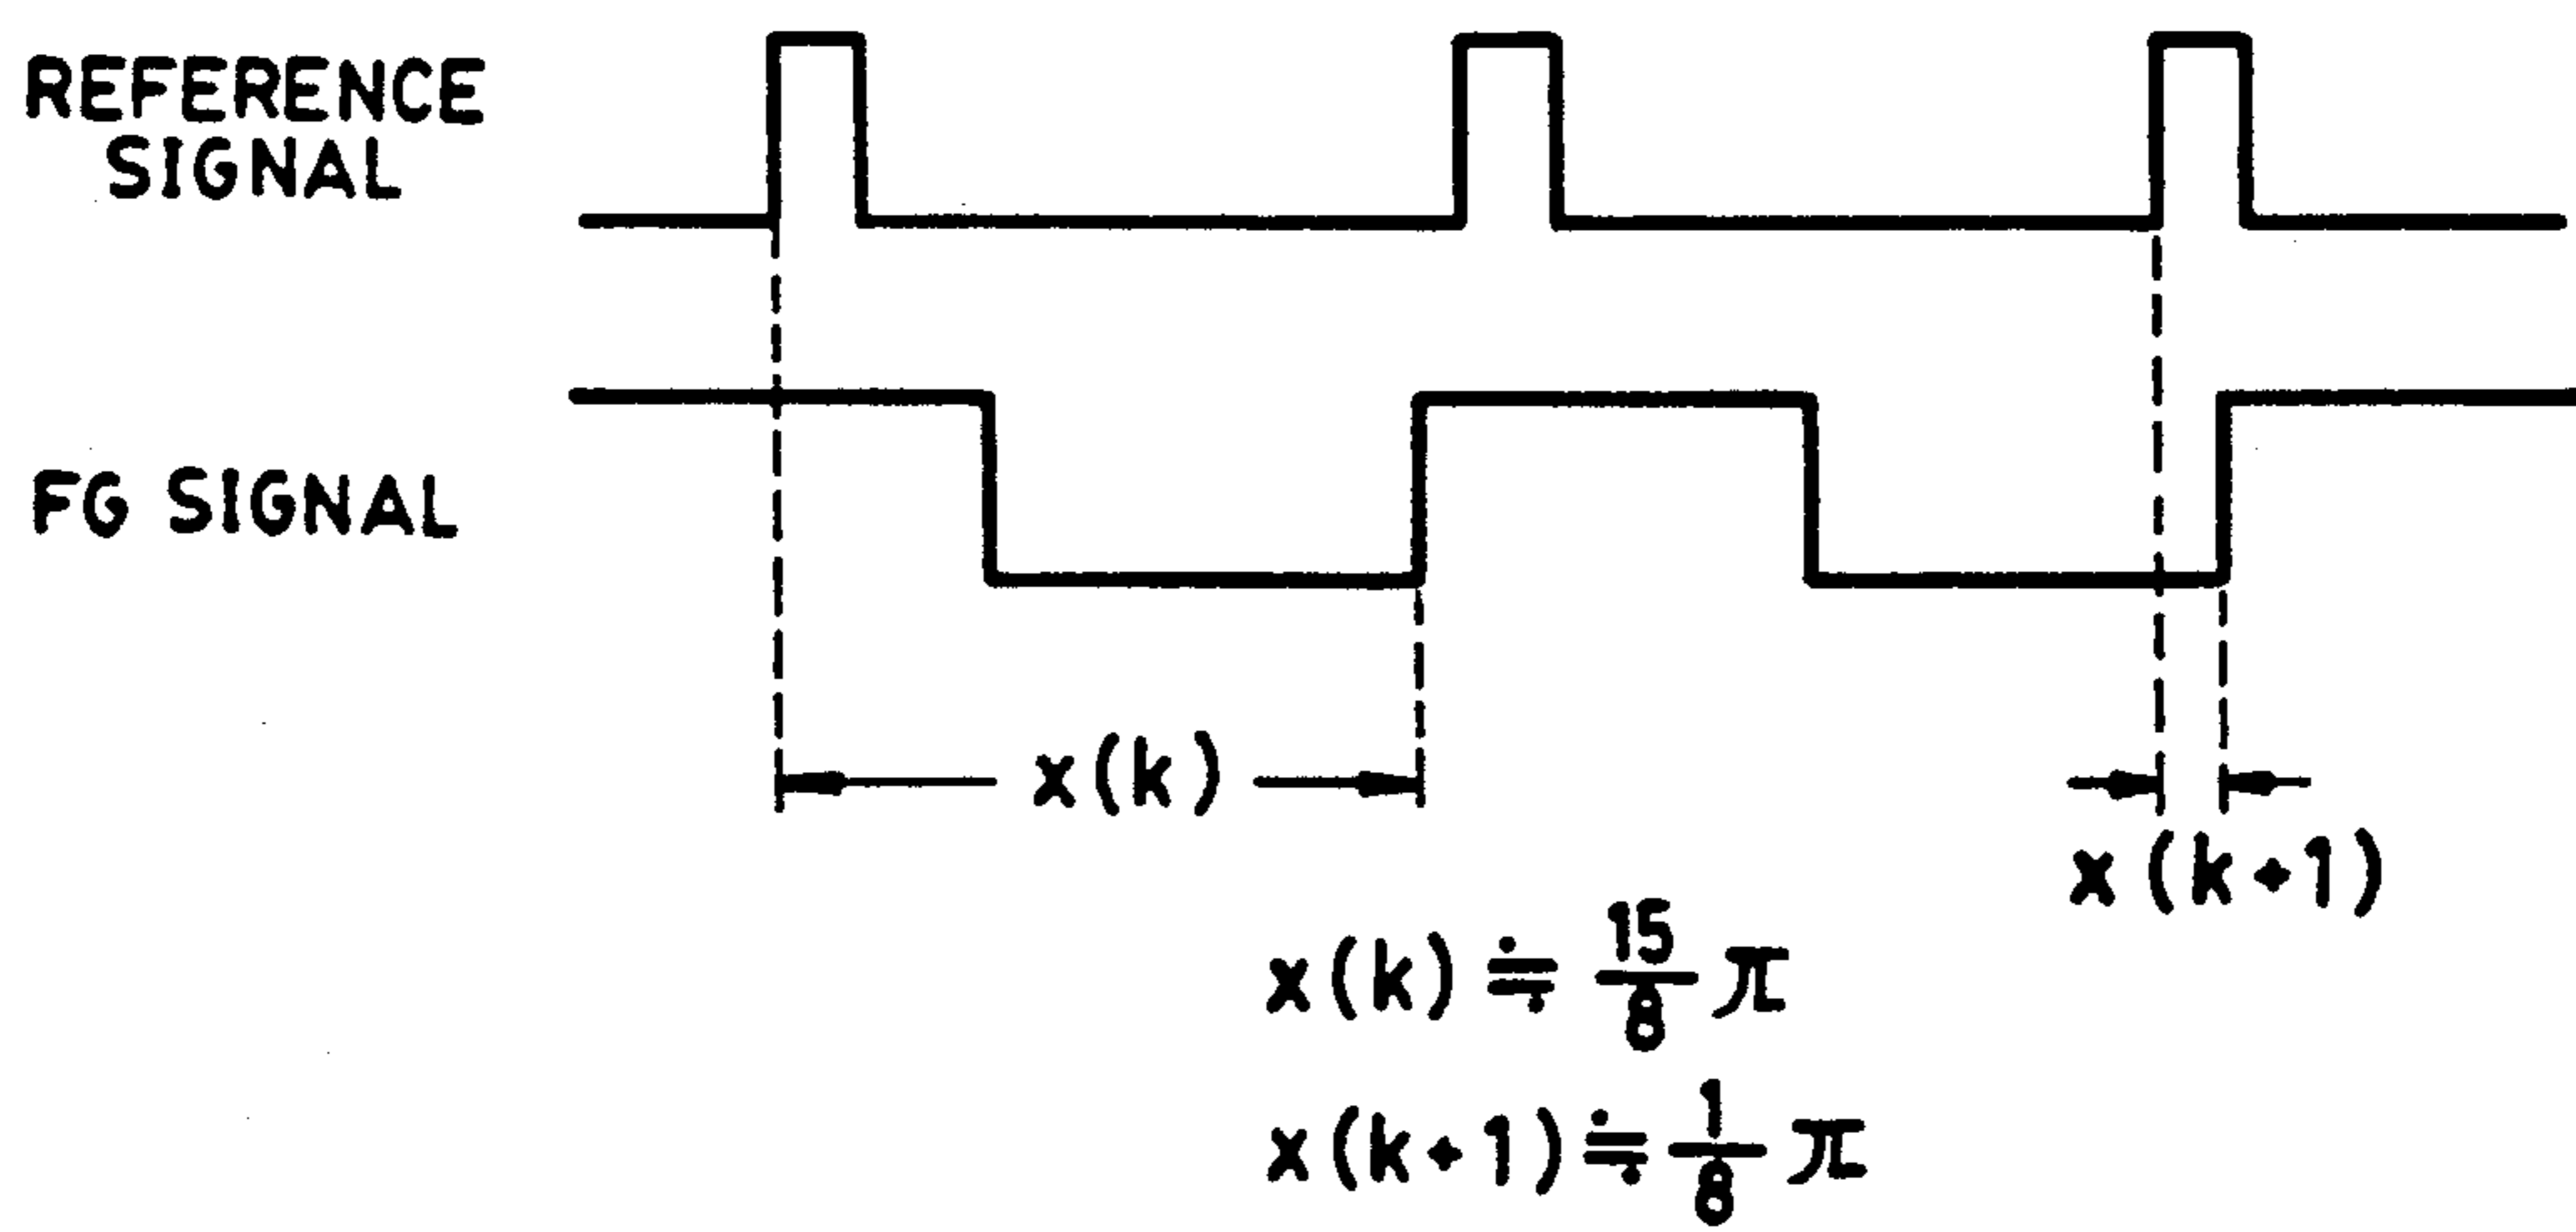 REFERENCE
SIGNAL
FG SIGNAL
x(k)
x(k+1)
x(k) ≒ 15/8 π
x(k+1) ≒ 1/8 π